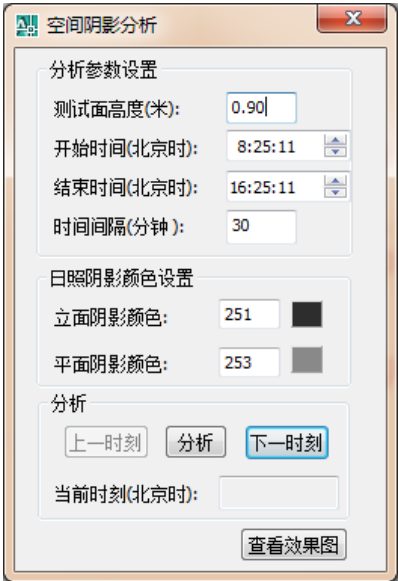 空间阴影分析
分析参数设置
测试面高度(米): 0.90
开始时间(北京时): 8:25:11
结束时间(北京时): 16:25:11
时间间隔(分钟 ): 30
日照阴影颜色设置
立面阴影颜色: 251
平面阴影颜色: 253
分析
上一时刻 分析 下一时刻
当前时刻(北京时):
查看效果图